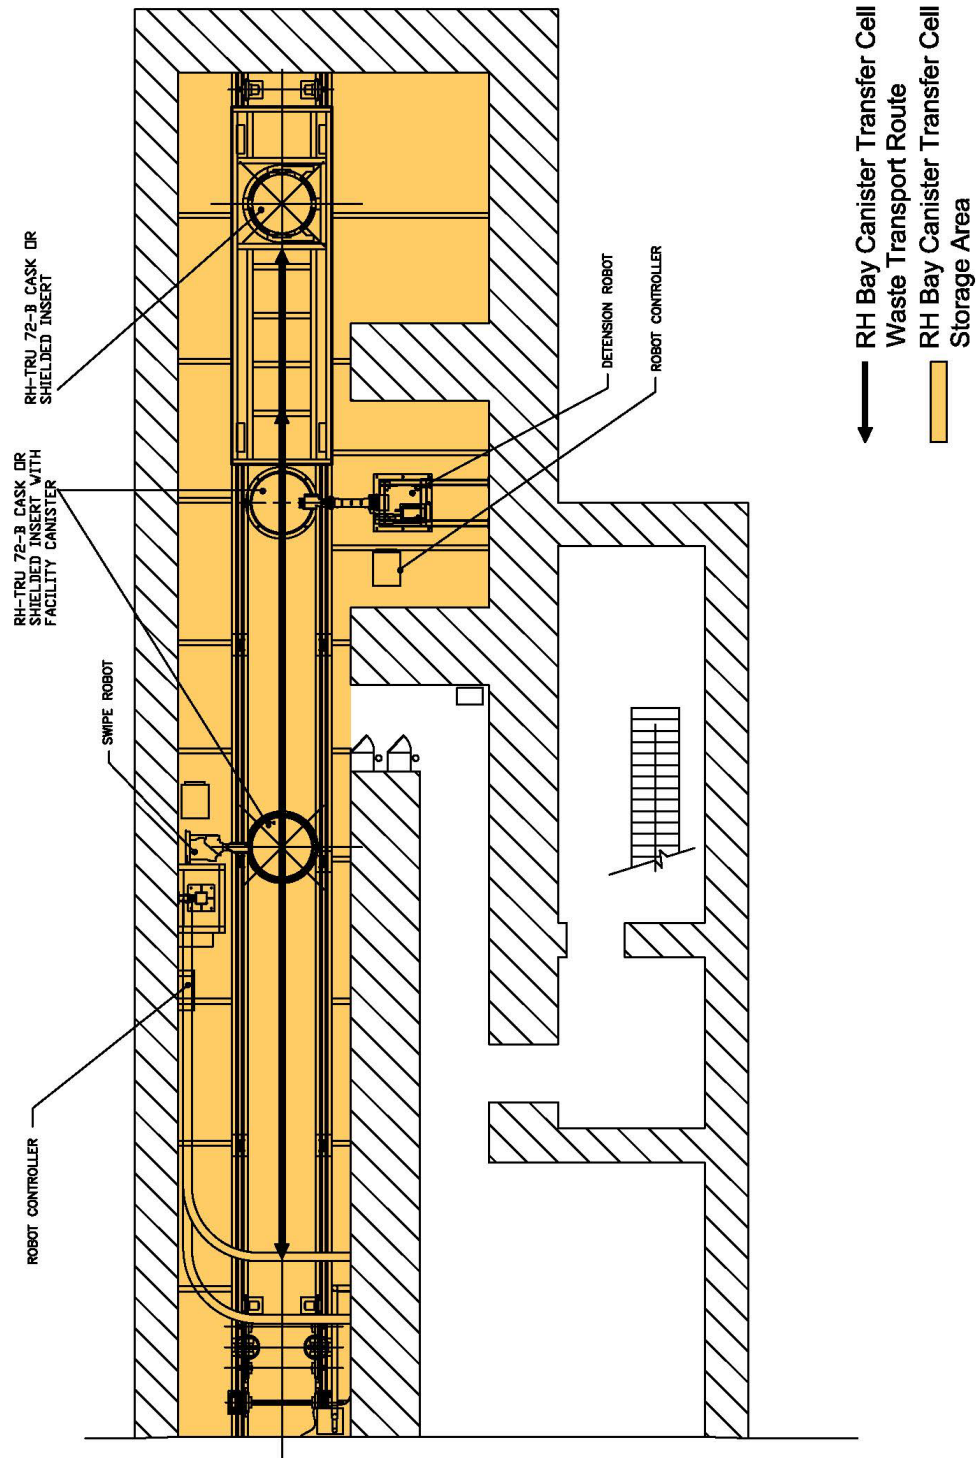 RH-TRU 72-B CASK OR
SHIELDED INSERT
RH-TRU 72-B CASK OR
SHIELDED INSERT WITH
FACILITY CANISTER
SWIPE ROBOT
ROBOT CONTROLLER
DETENSION ROBOT
ROBOT CONTROLLER
RH Bay Canister Transfer Cell
Waste Transport Route
RH Bay Canister Transfer Cell
Storage Area